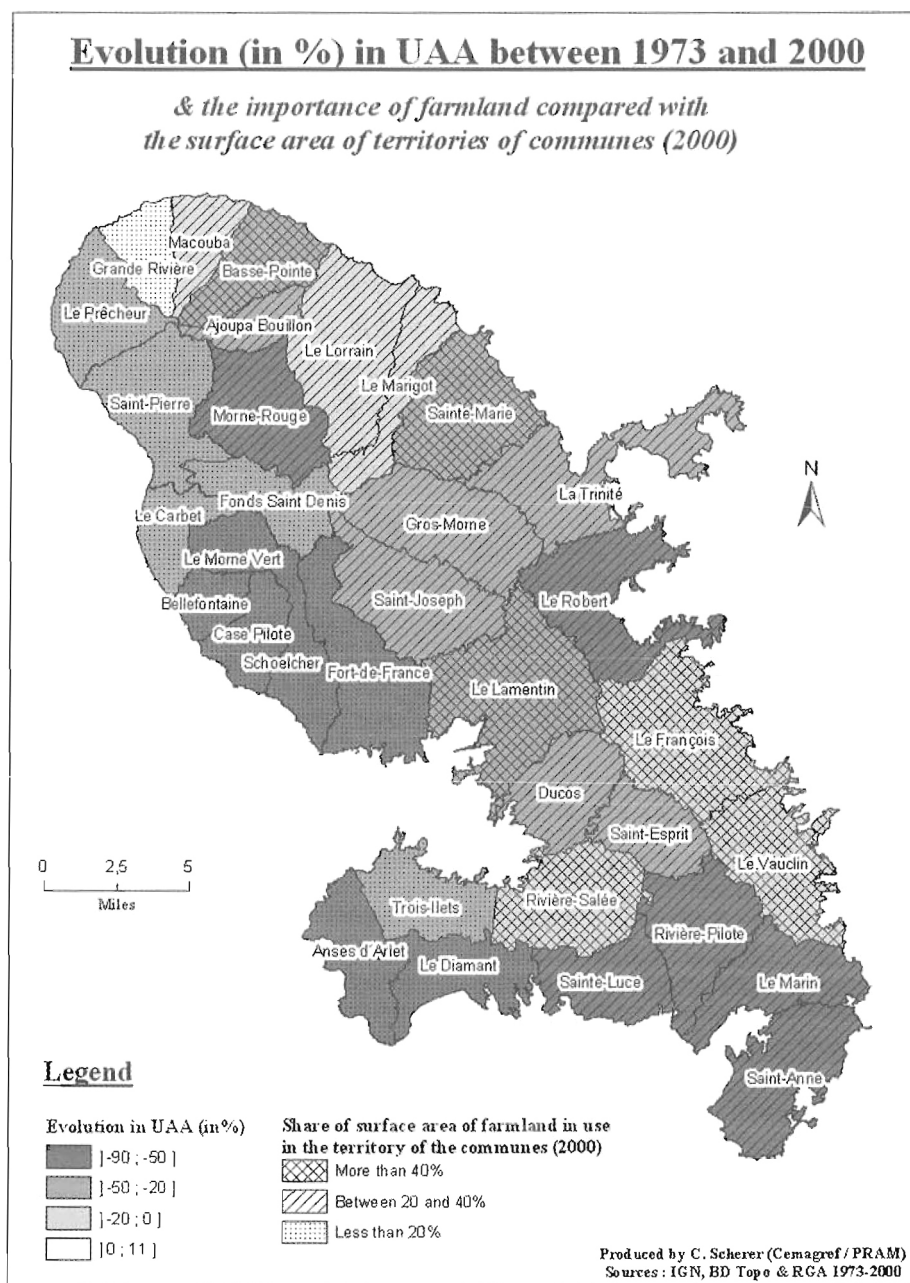 Evolution (in %) in UAA between 1973 and 2000
& the importance of farmland compared with
the surface area of territories of communes (2000)
Macouba
Grande Rivière
Basse-Pointe
Le Prêcheur
Ajoupa Bouillon
Le Lorrain
Le Marigot
Saint-Pierre
Morne-Rouge
Sainte-Marie
N
La Trinité
Fonds Saint Denis
Le Carbet
Gros-Morne
Le Morne Vert
Saint-Joseph
Le Robert
Bellefontaine
Case Pilote
Schoelcher
Fort-de-France
Le Lamentin
Le François
Ducos
Saint-Esprit
Le Vauclin
0 2,5 5
Miles
Trois-Ilets
Rivière-Salée
Rivière-Pilote
Anses d'Arlet
Le Diamant
Sainte-Luce
Le Marin
Saint-Anne
Legend
Evolution in UAA (in%)
]-90 ; -50 ]
]-50 ; -20 ]
]-20 ; 0 ]
]0 ; 11 ]
Share of surface area of farmland in use
in the territory of the communes (2000)
More than 40%
Between 20 and 40%
Less than 20%
Produced by C. Scherer (Cemagref / PRAM)
Sources : IGN, BD Topo & RGA 1973-2000